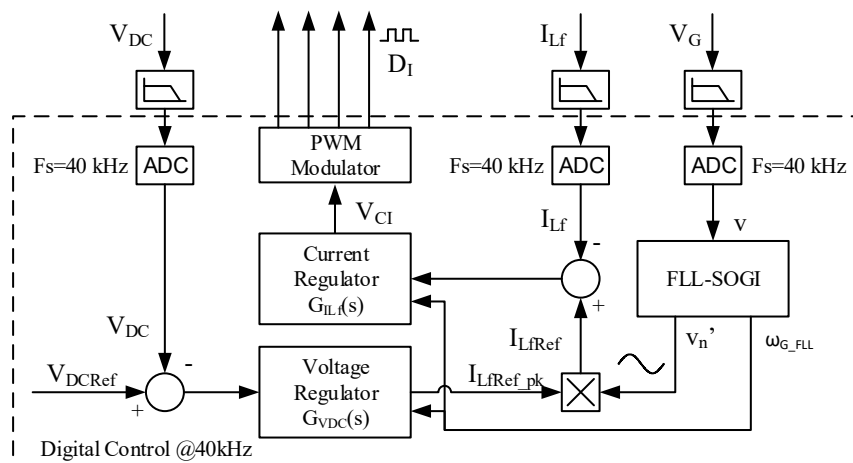 V_DC
D_I
I_Lf
V_G
Fs=40 kHz
ADC
PWM
Modulator
Fs=40 kHz
ADC
ADC
Fs=40 kHz
V_CI
I_Lf
v
Current
Regulator
G_ILf(s)
-
+
FLL-SOGI
V_DC
I_LfRef
v_n’
ω_G_FLL
V_DCRef
-
+
Voltage
Regulator
G_VDC(s)
I_LfRef_pk
Digital Control @40kHz